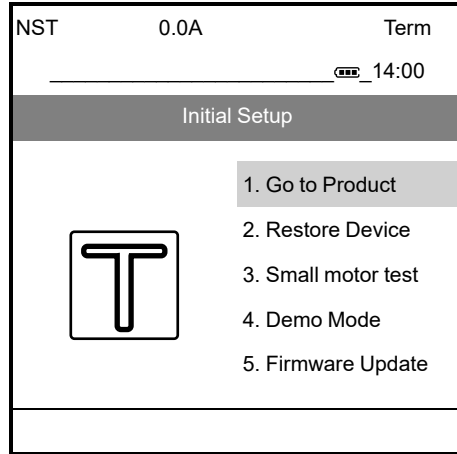 NST 0.0A Term
14:00
Initial Setup
1. Go to Product
2. Restore Device
3. Small motor test
4. Demo Mode
5. Firmware Update
T